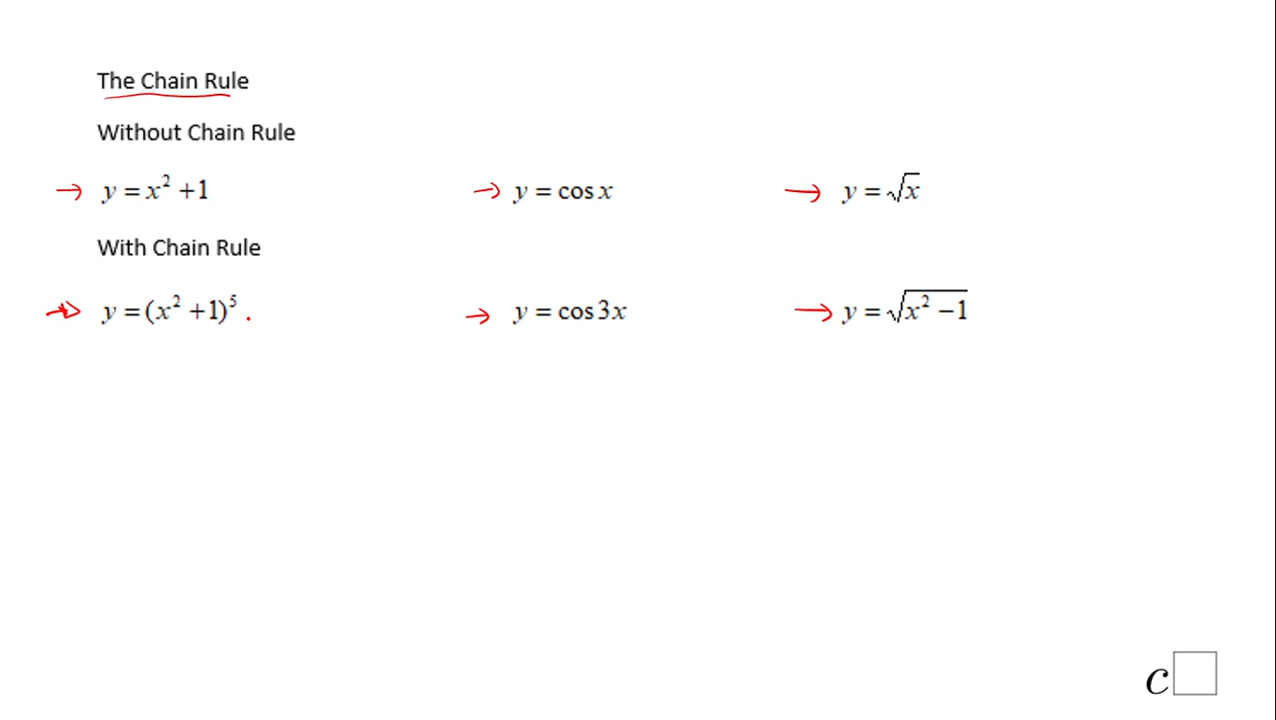 The Chain Rule
Without Chain Rule
→ y = x² + 1 → y = cos x → y = √x
With Chain Rule
→ y = (x² + 1)⁵ . → y = cos 3x → y = √(x² − 1)
c